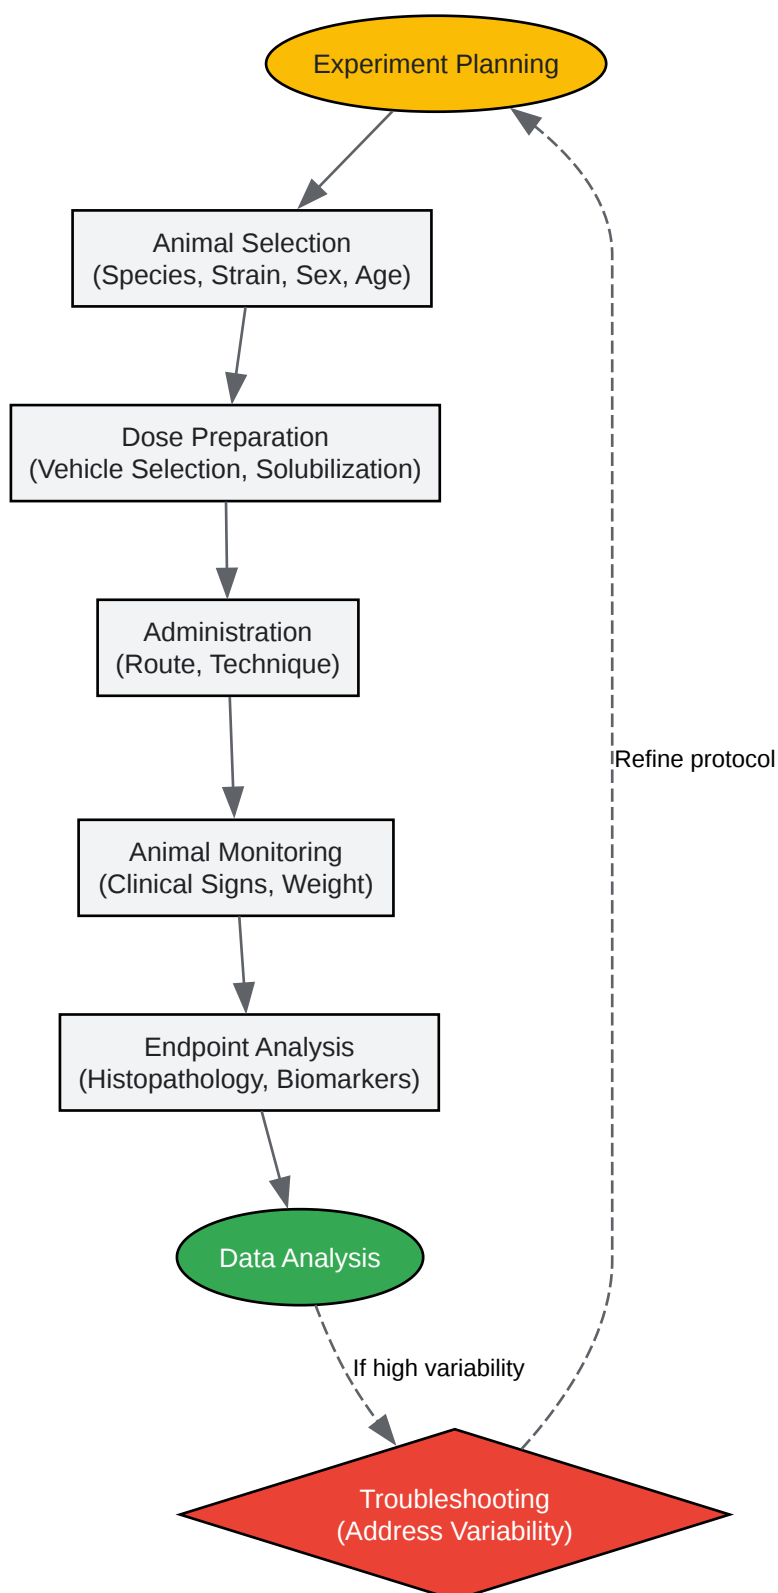 Experiment Planning
Animal Selection
(Species, Strain, Sex, Age)
Dose Preparation
(Vehicle Selection, Solubilization)
Administration
(Route, Technique)
Refine protocol
Animal Monitoring
(Clinical Signs, Weight)
Endpoint Analysis
(Histopathology, Biomarkers)
Data Analysis
If high variability
Troubleshooting
(Address Variability)